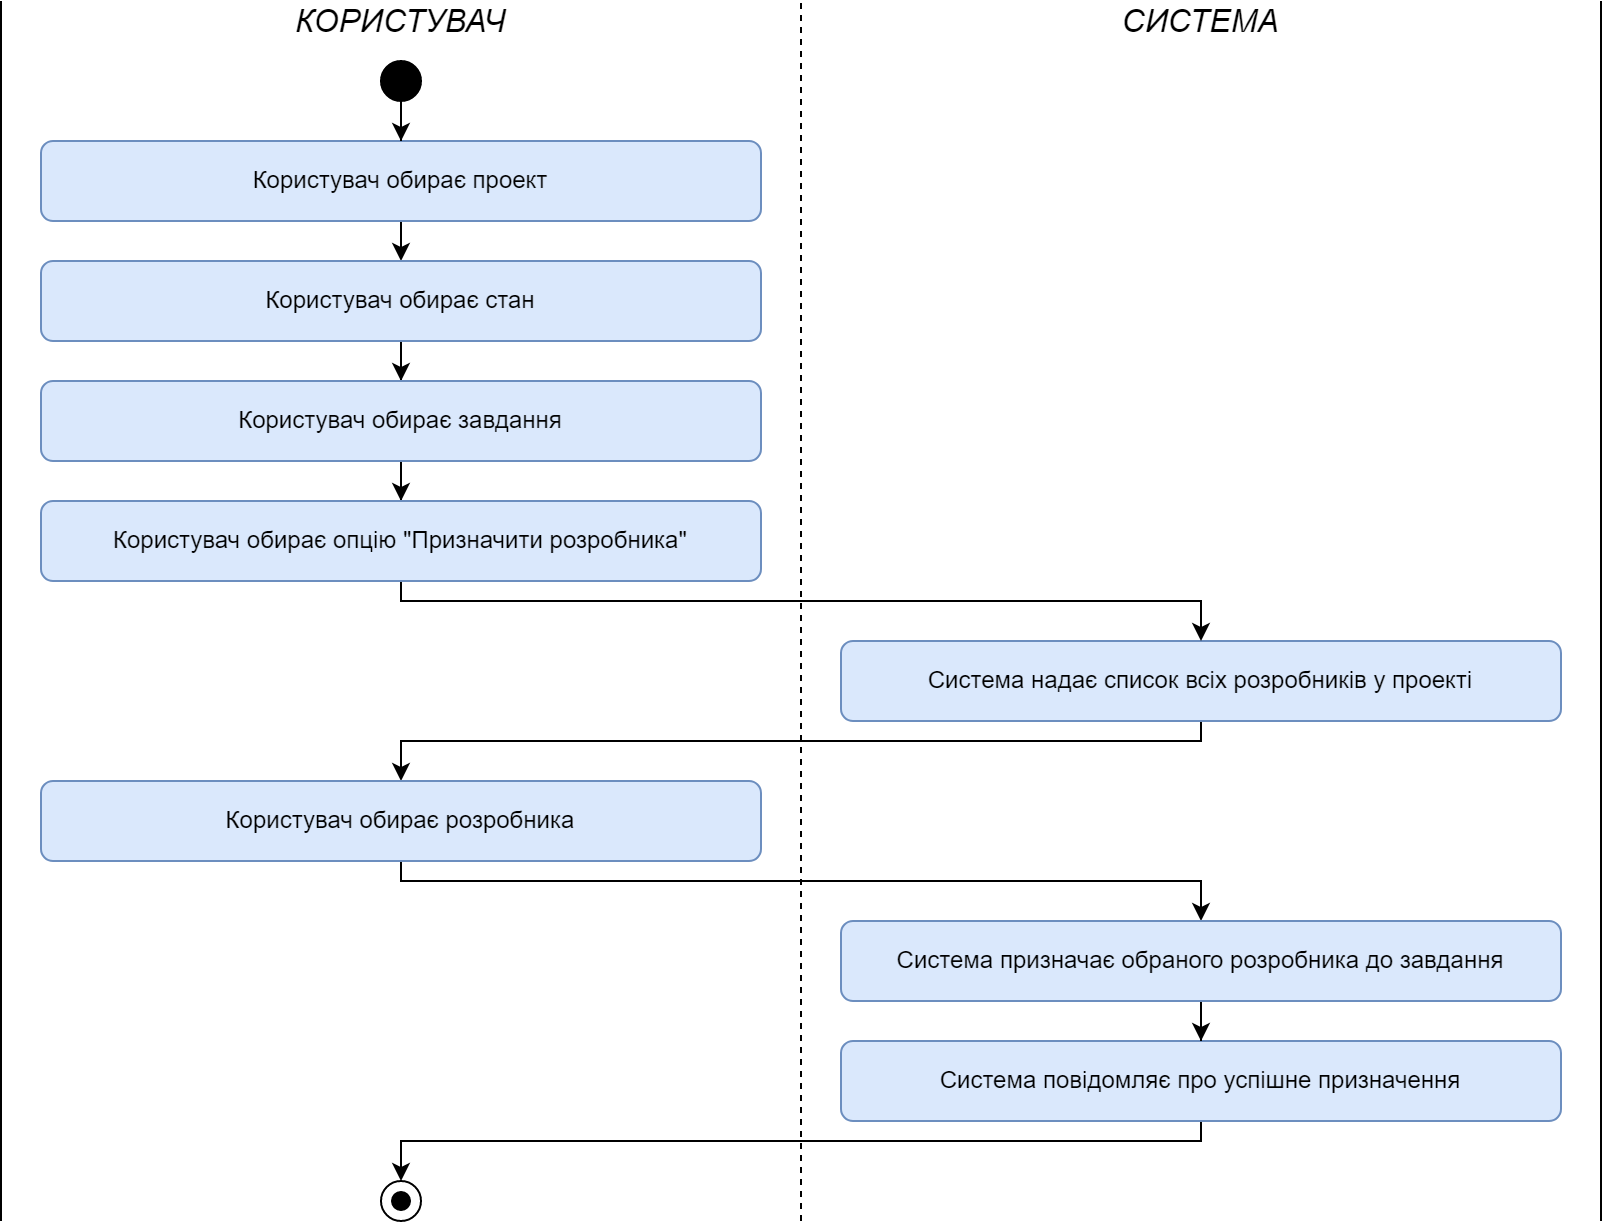 КОРИСТУВАЧ
СИСТЕМА
Користувач обирає проект
Користувач обирає стан
Користувач обирає завдання
Користувач обирає опцію "Призначити розробника"
Система надає список всіх розробників у проекті
Користувач обирає розробника
Система призначає обраного розробника до завдання
Система повідомляє про успішне призначення